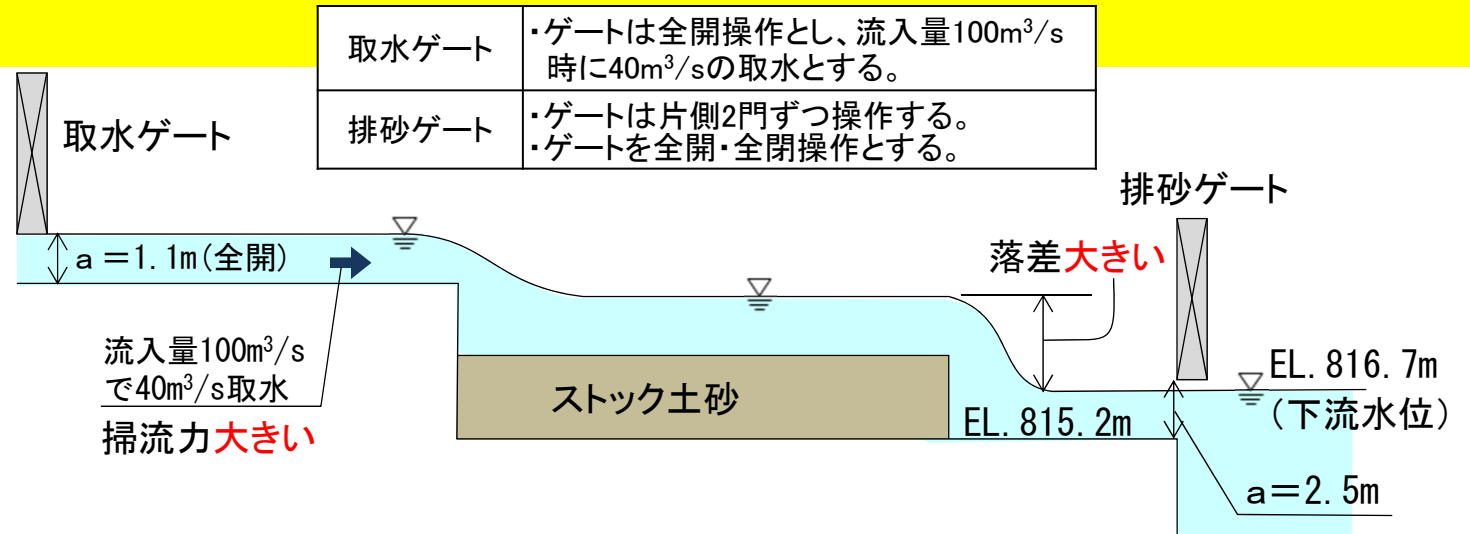 取水ゲート
・ゲートは全開操作とし、流入量100m³/s
時に40m³/sの取水とする。
排砂ゲート
・ゲートは片側2門ずつ操作する。
・ゲートを全開・全閉操作とする。
取水ゲート
排砂ゲート
落差大きい
a=1.1m(全開)
流入量100m³/s
で40m³/s取水
掃流力大きい
ストック土砂
EL.815.2m
EL.816.7m
(下流水位)
a=2.5m